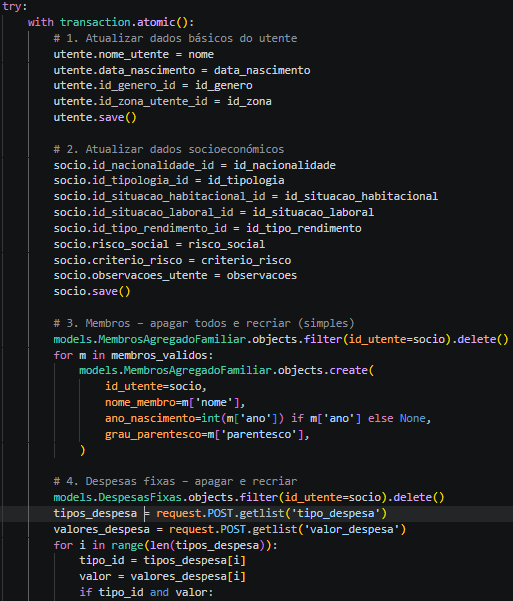 try:
with transaction.atomic():
# 1. Atualizar dados básicos do utente
utente.nome_utente = nome
utente.data_nascimento = data_nascimento
utente.id_genero_id = id_genero
utente.id_zona_utente_id = id_zona
utente.save()
# 2. Atualizar dados socioeconómicos
socio.id_nacionalidade_id = id_nacionalidade
socio.id_tipologia_id = id_tipologia
socio.id_situacao_habitacional_id = id_situacao_habitacional
socio.id_situacao_laboral_id = id_situacao_laboral
socio.id_tipo_rendimento_id = id_tipo_rendimento
socio.risco_social = risco_social
socio.criterio_risco = criterio_risco
socio.observacoes_utente = observacoes
socio.save()
# 3. Membros – apagar todos e recriar (simples)
models.MembrosAgregadoFamiliar.objects.filter(id_utente=socio).delete()
for m in membros_validos:
models.MembrosAgregadoFamiliar.objects.create(
id_utente=socio,
nome_membro=m['nome'],
ano_nascimento=int(m['ano']) if m['ano'] else None,
grau_parentesco=m['parentesco'],
)
# 4. Despesas fixas – apagar e recriar
models.DespesasFixas.objects.filter(id_utente=socio).delete()
tipos_despesa = request.POST.getlist('tipo_despesa')
valores_despesa = request.POST.getlist('valor_despesa')
for i in range(len(tipos_despesa)):
tipo_id = tipos_despesa[i]
valor = valores_despesa[i]
if tipo_id and valor: